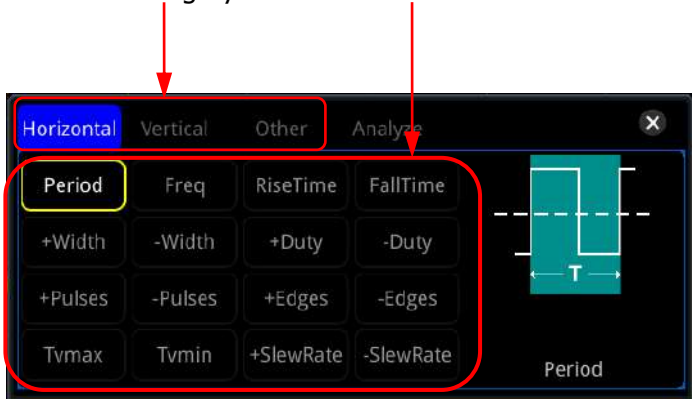 Horizontal Vertical Other Analyze
Period Freq RiseTime FallTime
+Width -Width +Duty -Duty
T
+Pulses -Pulses +Edges -Edges
Tvmax Tvmin +SlewRate -SlewRate
Period